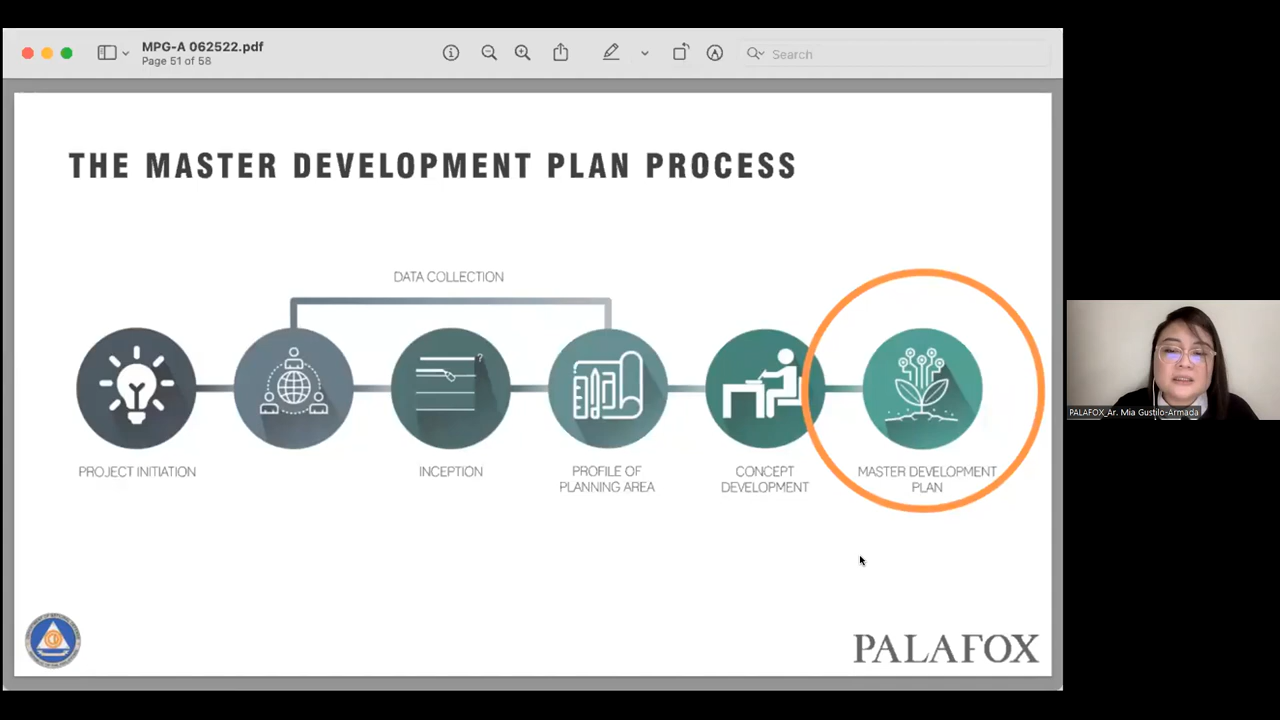 MPG-A 062522.pdf
Page 51 of 58
Search
THE MASTER DEVELOPMENT PLAN PROCESS
DATA COLLECTION
PROJECT INITIATION
INCEPTION
PROFILE OF
PLANNING AREA
CONCEPT
DEVELOPMENT
MASTER DEVELOPMENT
PLAN
?
PALAFOX
PALAFOX_Ar. Mia Gustilo-Armada